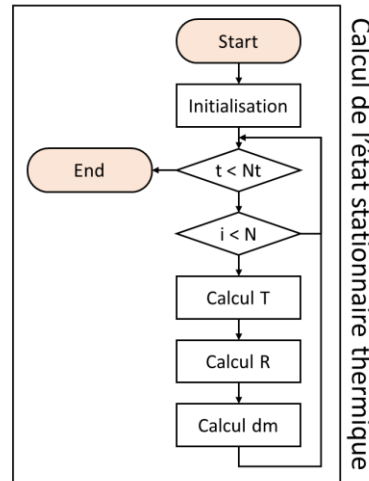 Start
Initialisation
End
t < Nt
i < N
Calcul T
Calcul R
Calcul dm
Calcul de l'état stationnaire thermique